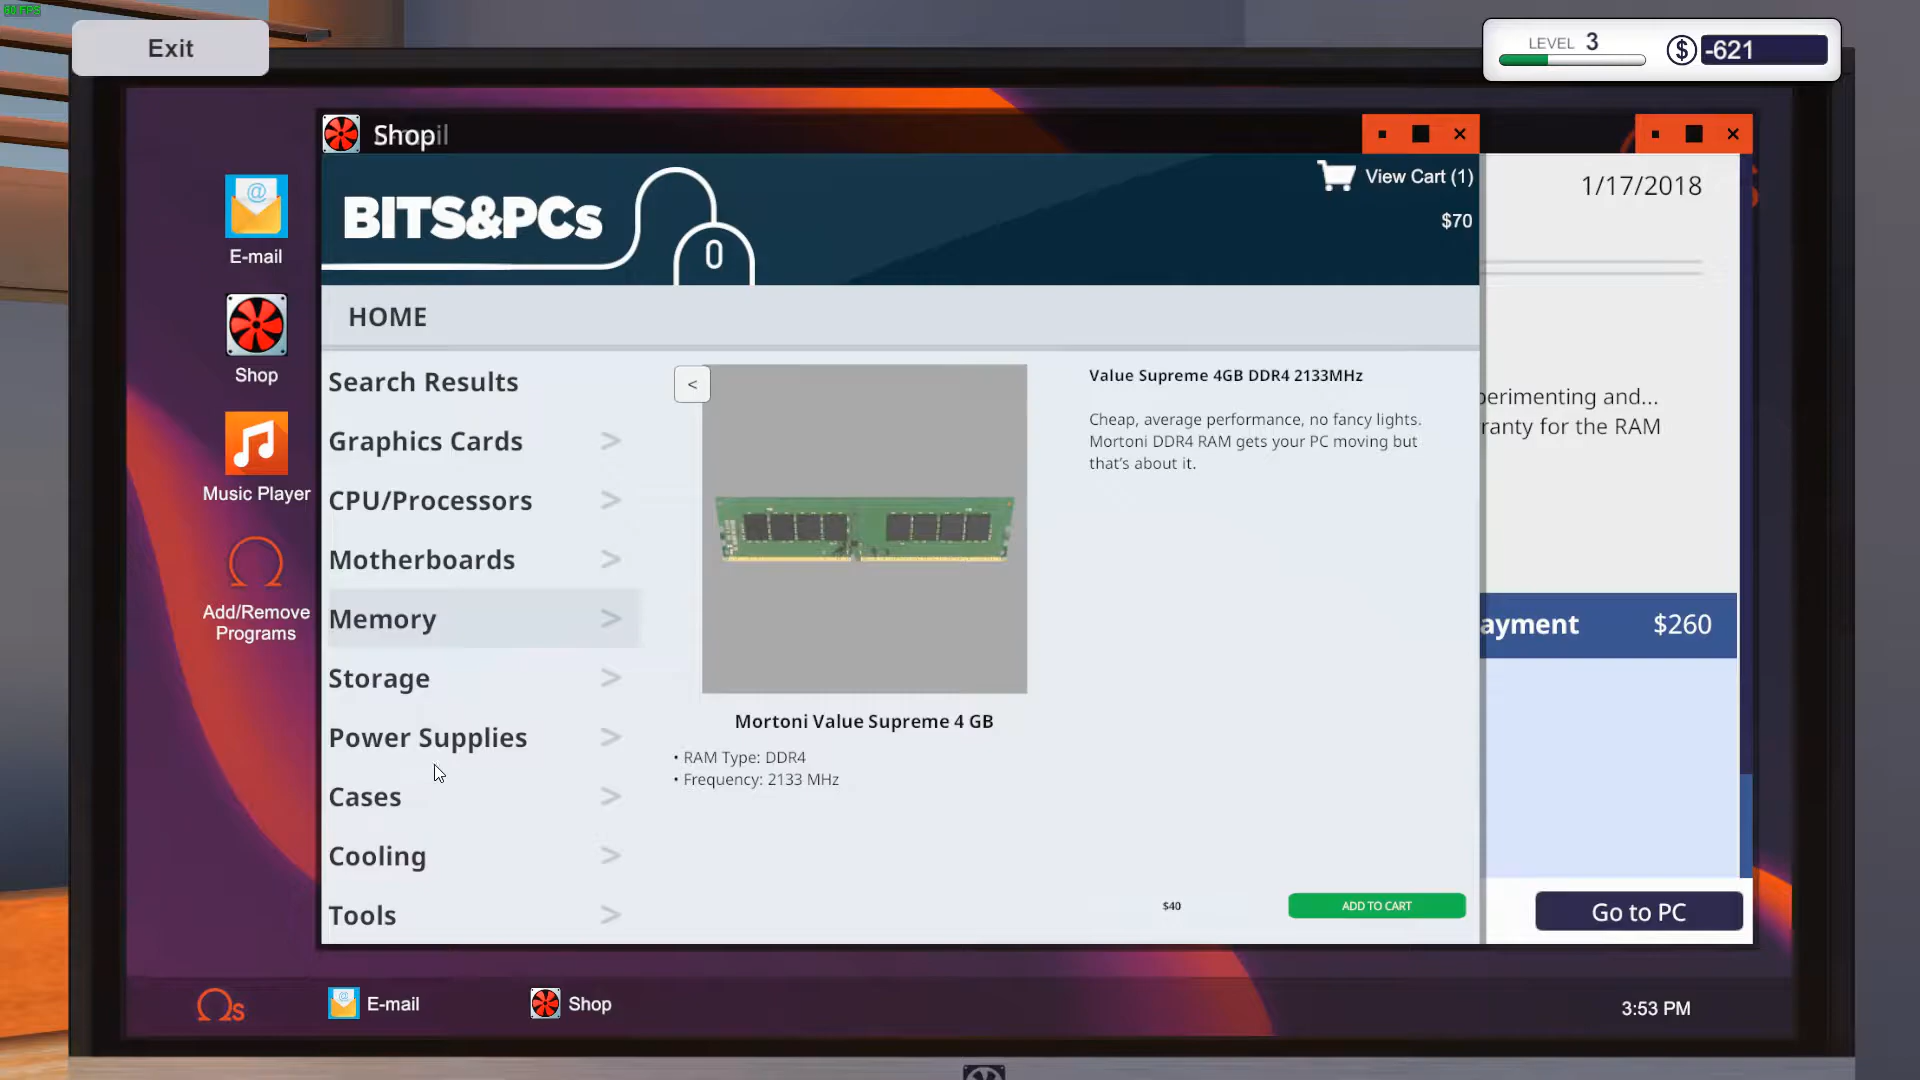 Exit
LEVEL 3
$ -621
Shop
View Cart (1)
$70
BITS&PCs
HOME
1/17/2018
E-mail
Shop
Music Player
Add/Remove
Programs
Search Results
Graphics Cards >
CPU/Processors >
Motherboards >
Memory >
Storage >
Power Supplies >
Cases >
Cooling >
Tools >
<
Mortoni Value Supreme 4 GB
• RAM Type: DDR4
• Frequency: 2133 MHz
Value Supreme 4GB DDR4 2133MHz
Cheap, average performance, no fancy lights.
Mortoni DDR4 RAM gets your PC moving but
that's about it.
$40
ADD TO CART
perimenting and...
ranty for the RAM
ayment $260
Go to PC
Ωs
E-mail
Shop
3:53 PM